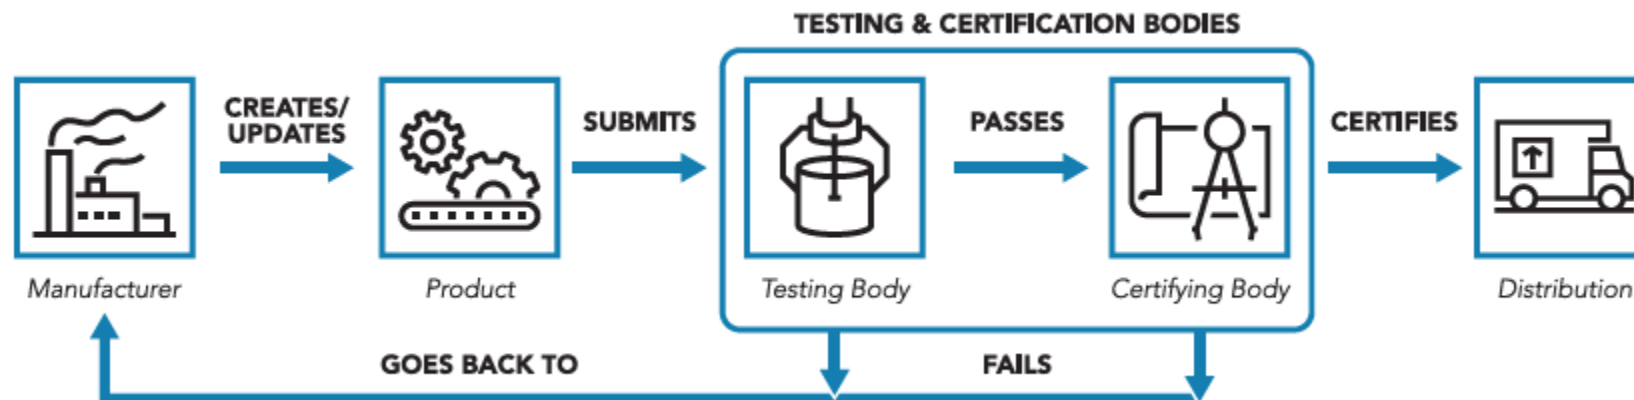 TESTING & CERTIFICATION BODIES
CREATES/
UPDATES
SUBMITS
PASSES
CERTIFIES
Manufacturer
Product
Testing Body
Certifying Body
Distribution
GOES BACK TO
FAILS